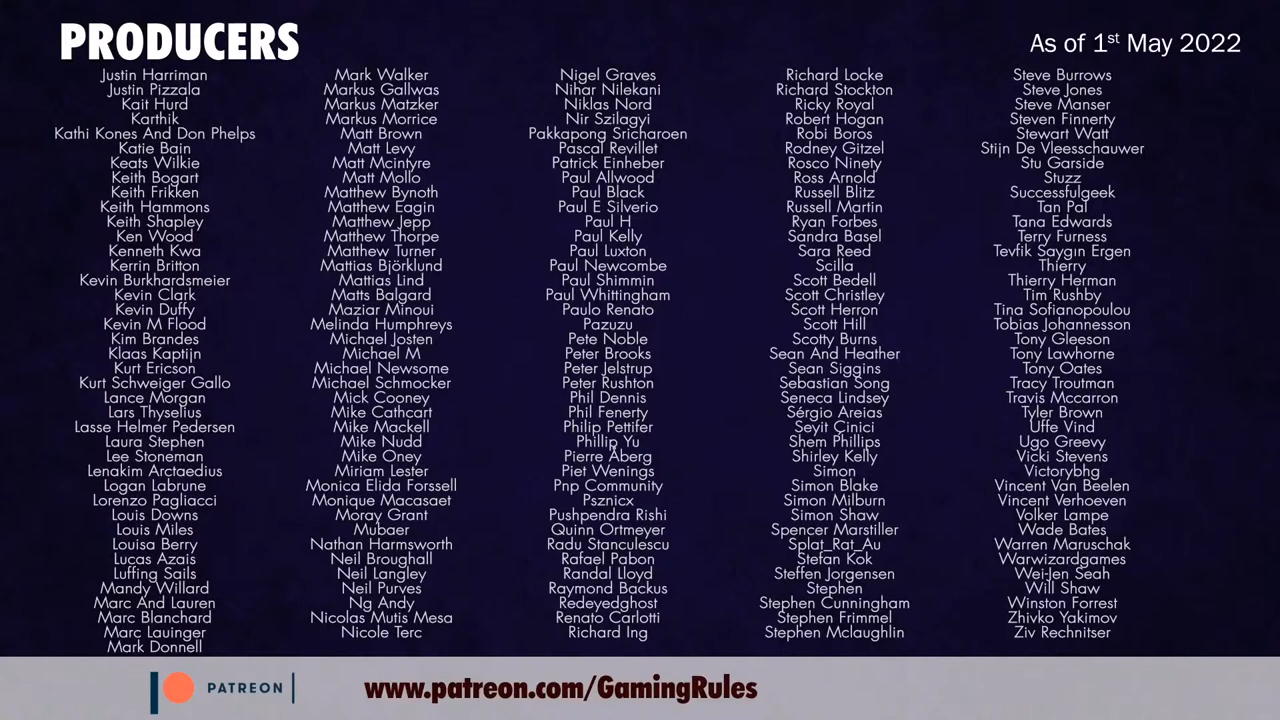 PRODUCERS
As of 1st May 2022
Justin Harriman
Justin Pizzala
Kait Hurd
Karthik
Kathi Kones And Don Phelps
Katie Bain
Keats Wilkie
Keith Bogart
Keith Frikken
Keith Hammons
Keith Shapley
Ken Wood
Kenneth Kwa
Kerrin Britton
Kevin Burkhardsmeier
Kevin Clark
Kevin Duffy
Kevin M Flood
Kim Brandes
Klaas Kaptijn
Kurt Ericson
Kurt Schweiger Gallo
Lance Morgan
Lars Thyselius
Lasse Helmer Pedersen
Laura Stephen
Lee Stoneman
Lenakim Arctaedius
Logan Labrune
Lorenzo Pagliacci
Louis Downs
Louis Miles
Louisa Berry
Lucas Azais
Luffing Sails
Mandy Willard
Marc And Lauren
Marc Blanchard
Marc Lauinger
Mark Donnell
Mark Walker
Markus Gallwas
Markus Matzker
Markus Morrice
Matt Brown
Matt Levy
Matt Mcintyre
Matt Mollo
Matthew Bynoth
Matthew Eagin
Matthew Jepp
Matthew Thorpe
Matthew Turner
Mattias Björklund
Mattias Lind
Matts Balgard
Maziar Minoui
Melinda Humphreys
Michael Josten
Michael M
Michael Newsome
Michael Schmocker
Mick Cooney
Mike Cathcart
Mike Mackell
Mike Nudd
Mike Oney
Miriam Lester
Monica Elida Forssell
Monique Macasaet
Moray Grant
Mubaer
Nathan Harmsworth
Neil Broughall
Neil Langley
Neil Purves
Ng Andy
Nicolas Mutis Mesa
Nicole Terc
Nigel Graves
Nihar Nilekani
Niklas Nord
Nir Szilagyi
Pakkapong Sricharoen
Pascal Revillet
Patrick Einheber
Paul Allwood
Paul Black
Paul E Silverio
Paul H
Paul Kelly
Paul Luxton
Paul Newcombe
Paul Shimmin
Paul Whittingham
Paulo Renato
Pazuzu
Pete Noble
Peter Brooks
Peter Jelstrup
Peter Rushton
Phil Dennis
Phil Fenerty
Philip Pettifer
Phillip Yu
Pierre Åberg
Piet Wenings
Pnp Community
Psznicx
Pushpendra Rishi
Quinn Ortmeyer
Radu Stanculescu
Rafael Pabon
Randal Lloyd
Raymond Backus
Redeyedghost
Renato Carlotti
Richard Ing
Richard Locke
Richard Stockton
Ricky Royal
Robert Hogan
Robi Boros
Rodney Gitzel
Rosco Ninety
Ross Arnold
Russell Blitz
Russell Martin
Ryan Forbes
Sandra Basel
Sara Reed
Scilla
Scott Bedell
Scott Christley
Scott Herron
Scott Hill
Scotty Burns
Sean And Heather
Sean Siggins
Sebastian Song
Seneca Lindsey
Sérgio Areias
Seyit Cinici
Shem Phillips
Shirley Kelly
Simon
Simon Blake
Simon Milburn
Simon Shaw
Spencer Marstiller
Splat_Rat_Au
Stefan Kok
Steffen Jorgensen
Stephen
Stephen Cunningham
Stephen Frimmel
Stephen Mclaughlin
Steve Burrows
Steve Jones
Steve Manser
Steven Finnerty
Stewart Watt
Stijn De Vleesschauwer
Stu Garside
Stuzz
Successfulgeek
Tan Pal
Tana Edwards
Terry Furness
Tevfik Saygın Ergen
Thierry
Thierry Herman
Tim Rushby
Tina Sofianopoulou
Tobias Johannesson
Tony Gleeson
Tony Lawhorne
Tony Oates
Tracy Troutman
Travis Mccarron
Tyler Brown
Uffe Vind
Ugo Greevy
Vicki Stevens
Victorybhg
Vincent Van Beelen
Vincent Verhoeven
Volker Lampe
Wade Bates
Warren Maruschak
Warwizardgames
Wei-Jen Seah
Will Shaw
Winston Forrest
Zhivko Yakimov
Ziv Rechnitser
PATREON
www.patreon.com/GamingRules